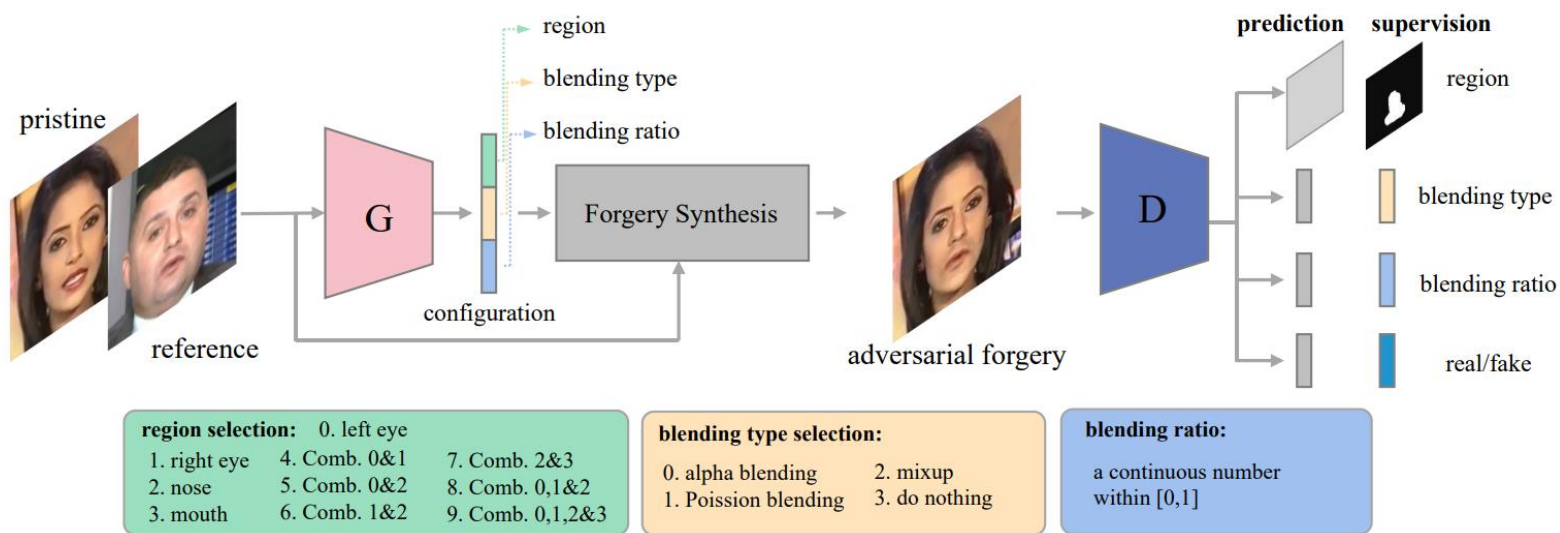 prediction supervision
region
blending type
blending ratio
region
pristine
G
Forgery Synthesis
D
blending type
blending ratio
configuration
reference
adversarial forgery
real/fake
region selection: 0. left eye
1. right eye 4. Comb. 0&1 7. Comb. 2&3
2. nose 5. Comb. 0&2 8. Comb. 0,1&2
3. mouth 6. Comb. 1&2 9. Comb. 0,1,2&3
blending type selection:
0. alpha blending 2. mixup
1. Poission blending 3. do nothing
blending ratio:
a continuous number
within [0,1]